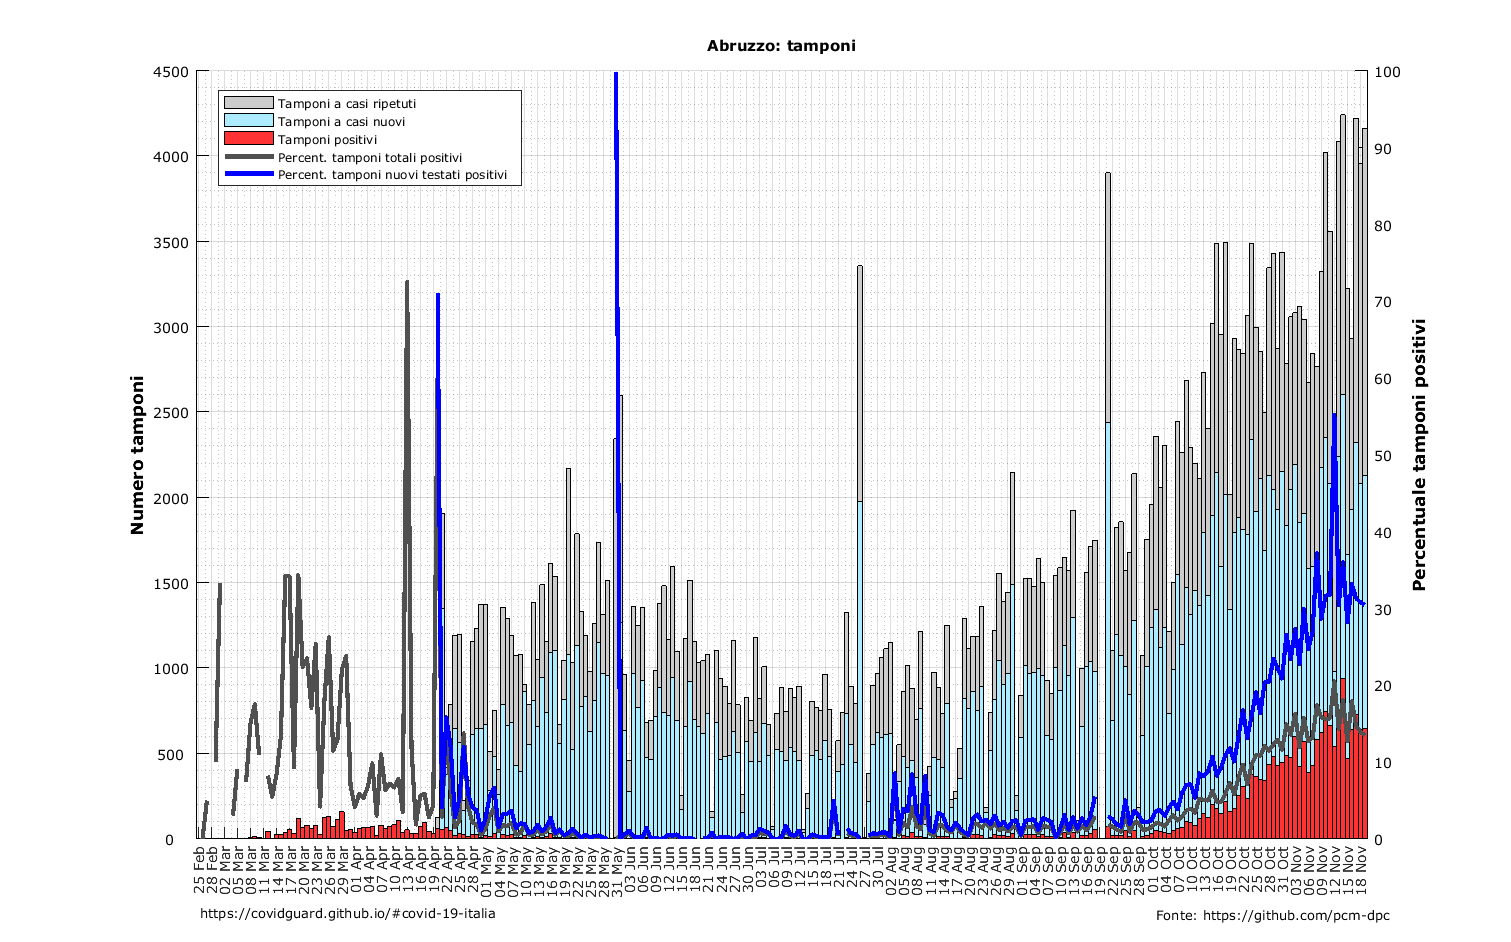 Abruzzo: tamponi
Tamponi a casi ripetuti
Tamponi a casi nuovi
Tamponi positivi
Percent. tamponi totali positivi
Percent. tamponi nuovi testati positivi
Numero tamponi
4500
4000
3500
3000
2500
2000
1500
1000
500
0
Percentuale tamponi positivi
100
90
80
70
60
50
40
30
20
10
0
25 Feb
28 Feb
02 Mar
05 Mar
08 Mar
11 Mar
14 Mar
17 Mar
20 Mar
23 Mar
26 Mar
29 Mar
01 Apr
04 Apr
07 Apr
10 Apr
13 Apr
16 Apr
19 Apr
22 Apr
25 Apr
28 Apr
01 May
04 May
07 May
10 May
13 May
16 May
19 May
22 May
25 May
28 May
31 May
03 Jun
06 Jun
09 Jun
12 Jun
15 Jun
18 Jun
21 Jun
24 Jun
27 Jun
30 Jun
03 Jul
06 Jul
09 Jul
12 Jul
15 Jul
18 Jul
21 Jul
24 Jul
27 Jul
30 Jul
02 Aug
05 Aug
08 Aug
11 Aug
14 Aug
17 Aug
20 Aug
23 Aug
26 Aug
29 Aug
01 Sep
04 Sep
07 Sep
10 Sep
13 Sep
16 Sep
19 Sep
22 Sep
25 Sep
28 Sep
01 Oct
04 Oct
07 Oct
10 Oct
13 Oct
16 Oct
19 Oct
22 Oct
25 Oct
28 Oct
31 Oct
03 Nov
06 Nov
09 Nov
12 Nov
15 Nov
18 Nov
https://covidguard.github.io/#covid-19-italia
Fonte: https://github.com/pcm-dpc